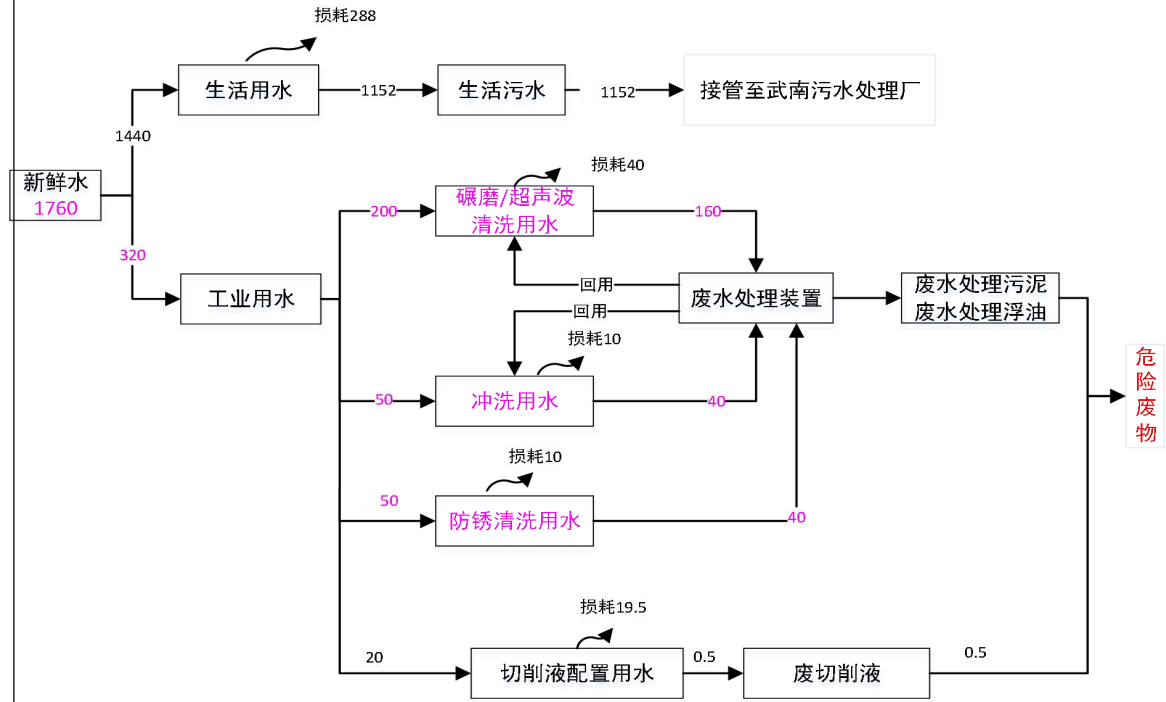 损耗288
生活用水
1152
生活污水
1152
接管至武南污水处理厂
1440
新鲜水
1760
320
损耗40
200
碾磨/超声波
清洗用水
160
工业用水
回用
废水处理装置
废水处理污泥
废水处理浮油
回用
损耗10
50
冲洗用水
40
危
险
废
物
损耗10
50
防锈清洗用水
40
损耗19.5
20
切削液配置用水
0.5
废切削液
0.5